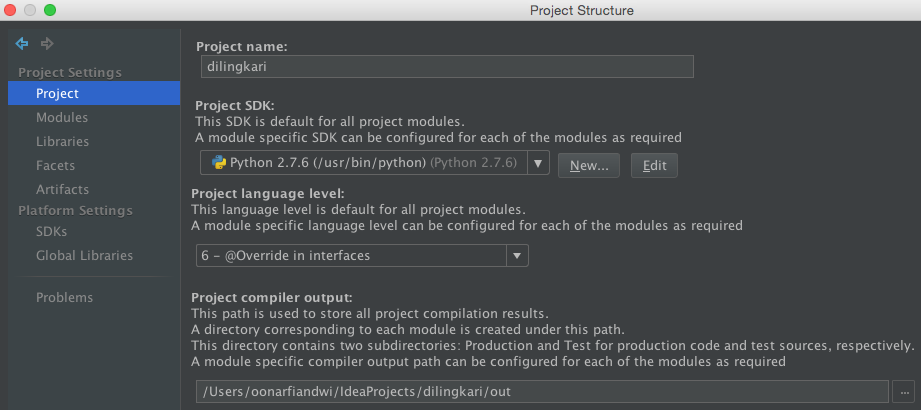 Project Structure
Project Settings
Project
Modules
Libraries
Facets
Artifacts
Platform Settings
SDKs
Global Libraries
Problems
Project name:
dilingkari
Project SDK:
This SDK is default for all project modules.
A module specific SDK can be configured for each of the modules as required
Python 2.7.6 (/usr/bin/python) (Python 2.7.6)
New...
Edit
Project language level:
This language level is default for all project modules.
A module specific language level can be configured for each of the modules as required
6 – @Override in interfaces
Project compiler output:
This path is used to store all project compilation results.
A directory corresponding to each module is created under this path.
This directory contains two subdirectories: Production and Test for production code and test sources, respectively.
A module specific compiler output path can be configured for each of the modules as required
/Users/oonarfiandwi/IdeaProjects/dilingkari/out
...